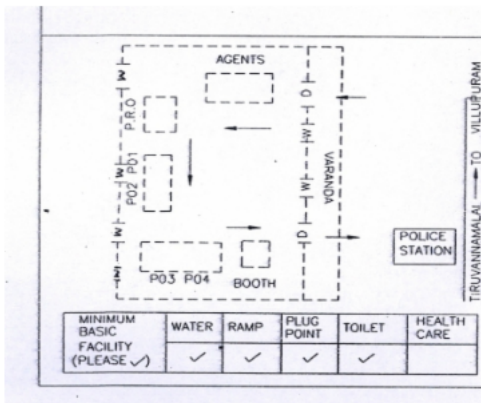 AGENTS
W
D
P.R.O
W
VARANDA
TIRUVANNAMALAI → TO VILLUPURAM
W
P02 P01
W
W
D
POLICE
STATION
P03 P04
BOOTH
MINIMUM
BASIC
FACILITY
(PLEASE ✓)
WATER
RAMP
PLUG
POINT
TOILET
HEALTH
CARE
✓
✓
✓
✓